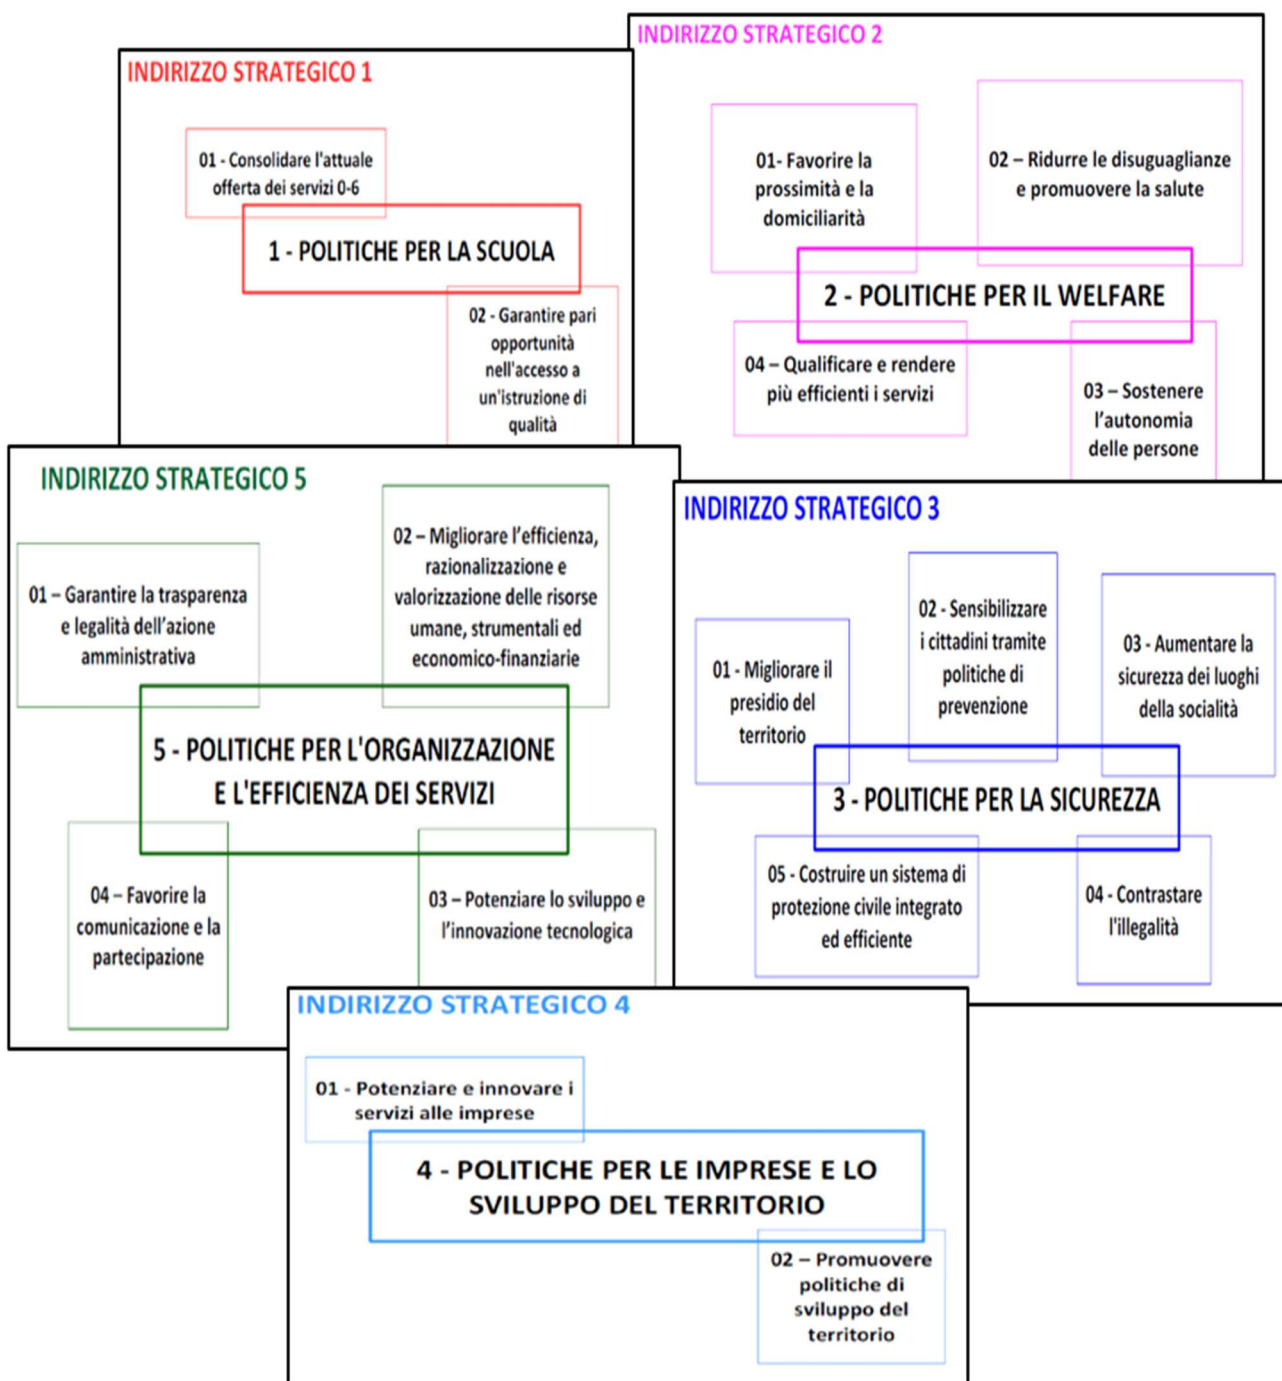 INDIRIZZO STRATEGICO 1
01 - Consolidare l'attuale
offerta dei servizi 0-6
1 - POLITICHE PER LA SCUOLA
02 - Garantire pari
opportunità
nell'accesso a
un'istruzione di
qualità
INDIRIZZO STRATEGICO 2
01- Favorire la
prossimità e la
domiciliarità
02 – Ridurre le disuguaglianze
e promuovere la salute
2 - POLITICHE PER IL WELFARE
04 – Qualificare e rendere
più efficienti i servizi
03 – Sostenere
l’autonomia
delle persone
INDIRIZZO STRATEGICO 5
01 – Garantire la trasparenza
e legalità dell’azione
amministrativa
02 – Migliorare l’efficienza,
razionalizzazione e
valorizzazione delle risorse
umane, strumentali ed
economico-finanziarie
5 - POLITICHE PER L'ORGANIZZAZIONE
E L'EFFICIENZA DEI SERVIZI
04 – Favorire la
comunicazione e la
partecipazione
03 – Potenziare lo sviluppo e
l’innovazione tecnologica
INDIRIZZO STRATEGICO 3
01 - Migliorare il
presidio del
territorio
02 - Sensibilizzare
i cittadini tramite
politiche di
prevenzione
03 - Aumentare la
sicurezza dei luoghi
della socialità
3 - POLITICHE PER LA SICUREZZA
05 - Costruire un sistema di
protezione civile integrato
ed efficiente
04 - Contrastare
l'illegalità
INDIRIZZO STRATEGICO 4
01 - Potenziare e innovare i
servizi alle imprese
4 - POLITICHE PER LE IMPRESE E LO
SVILUPPO DEL TERRITORIO
02 – Promuovere
politiche di
sviluppo del
territorio